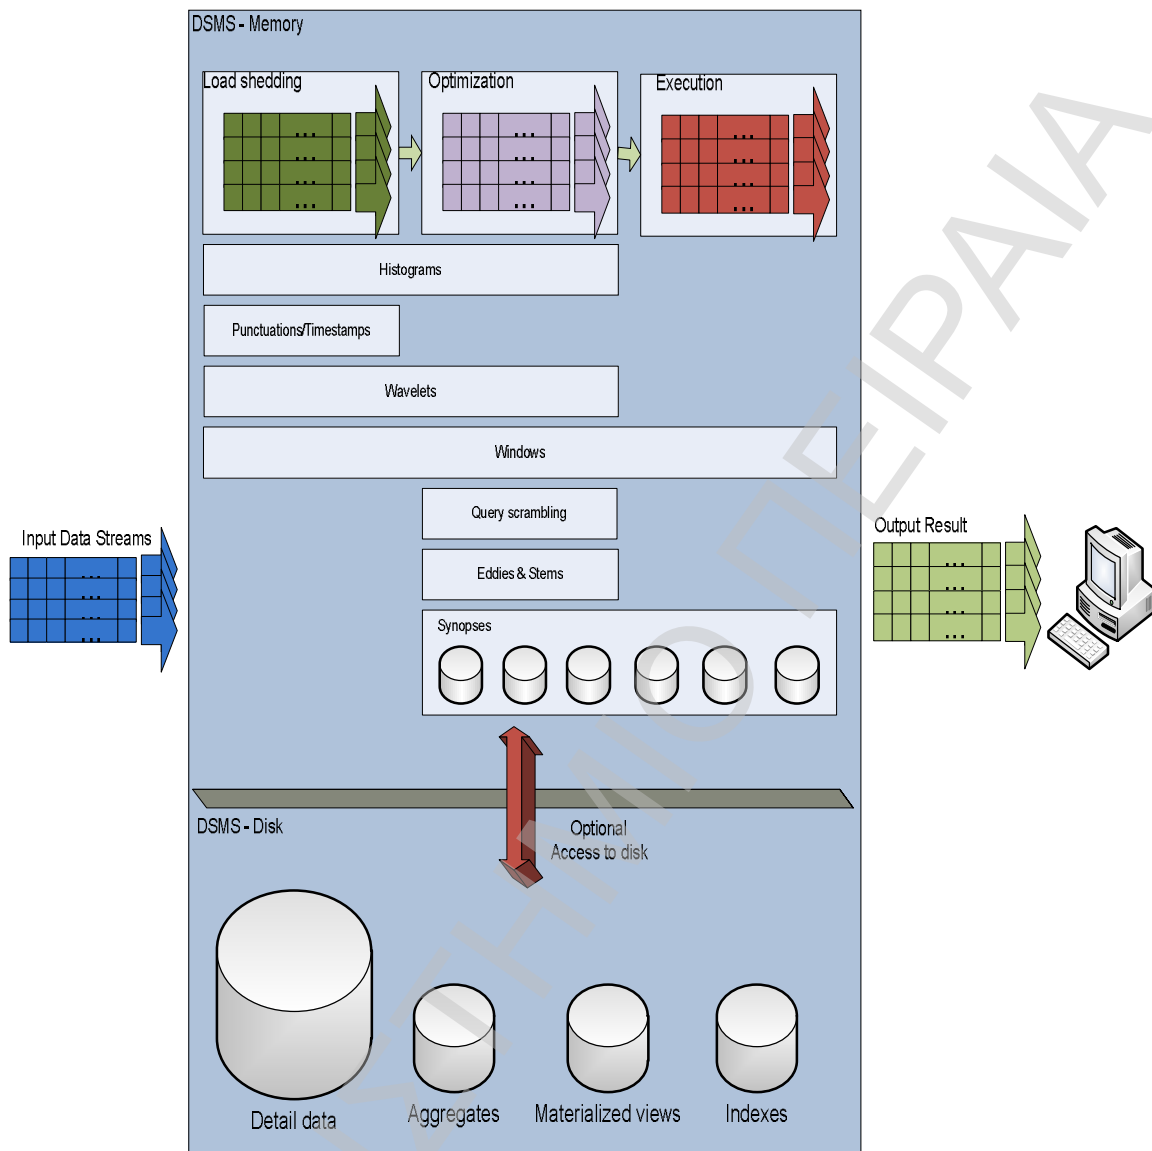 DSMS - Memory
Load shedding
Optimization
Execution
...
...
...
...
...
...
...
...
...
...
...
...
Histograms
Punctuations/Timestamps
Wavelets
Windows
Query scrambling
Eddies & Stems
Synopses
Input Data Streams
...
...
...
...
Output Result
...
...
...
...
DSMS - Disk
Optional
Access to disk
Detail data
Aggregates
Materialized views
Indexes
ΠΕΙΡΑΙΑ